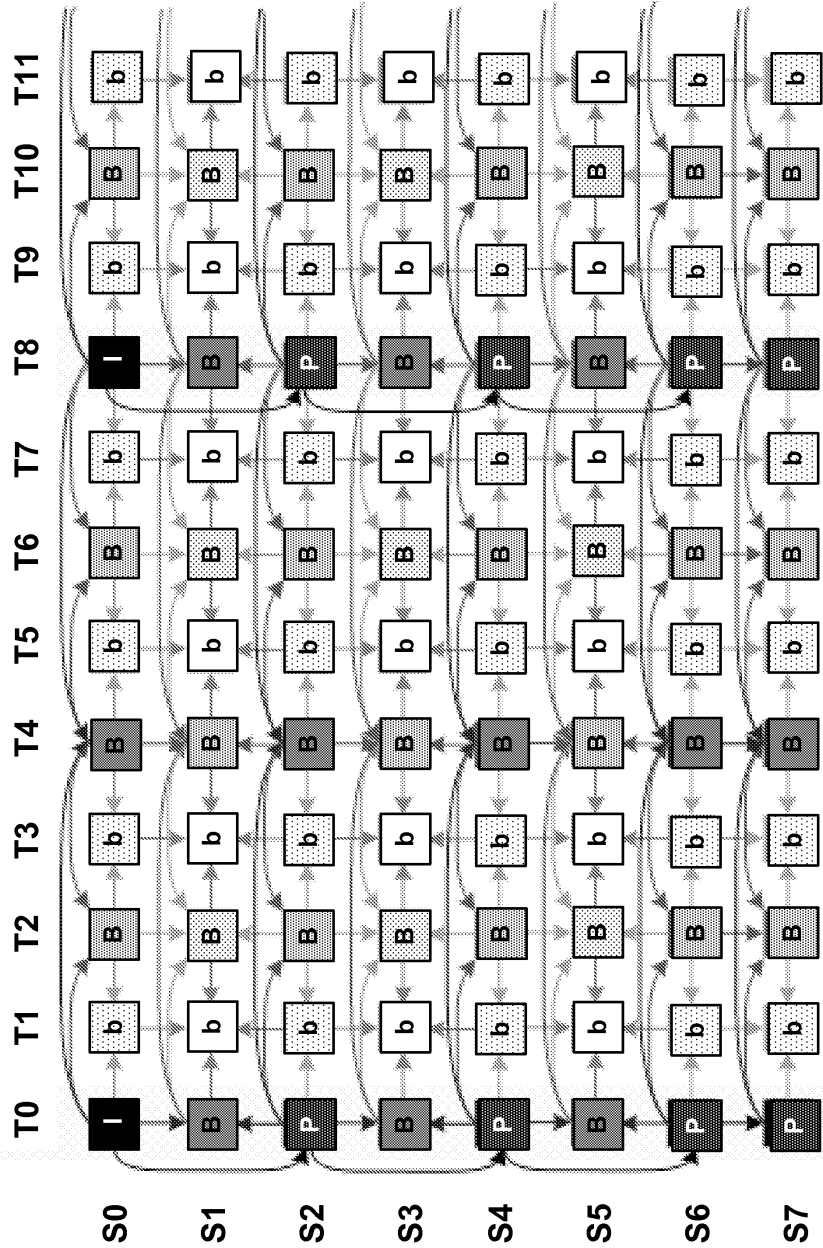 T0 T1 T2 T3 T4 T5 T6 T7 T8 T9 T10 T11
S0 I b B b B b B b I b B b
S1 B b B b B b B b B b B b
S2 P b B b B b B b P b B b
S3 B b B b B b B b B b B b
S4 P b B b B b B b P b B b
S5 B b B b B b B b B b B b
S6 P b B b B b B b P b B b
S7 P b B b B b B b P b B b